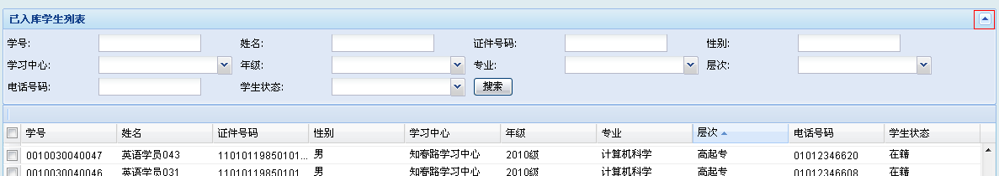 已入库学生列表
学号: 姓名: 证件号码: 性别:
学习中心: 年级: 专业: 层次:
电话号码: 学生状态: 搜索
学号 姓名 证件号码 性别 学习中心 年级 专业 层次 电话号码 学生状态
0010030040047 英语学员043 11010119850101... 男 知春路学习中心 2010级 计算机科学 高起专 01012346620 在籍
0010030040046 英语学员031 11010119850101... 男 知春路学习中心 2010级 计算机科学 高起专 01012346608 在籍